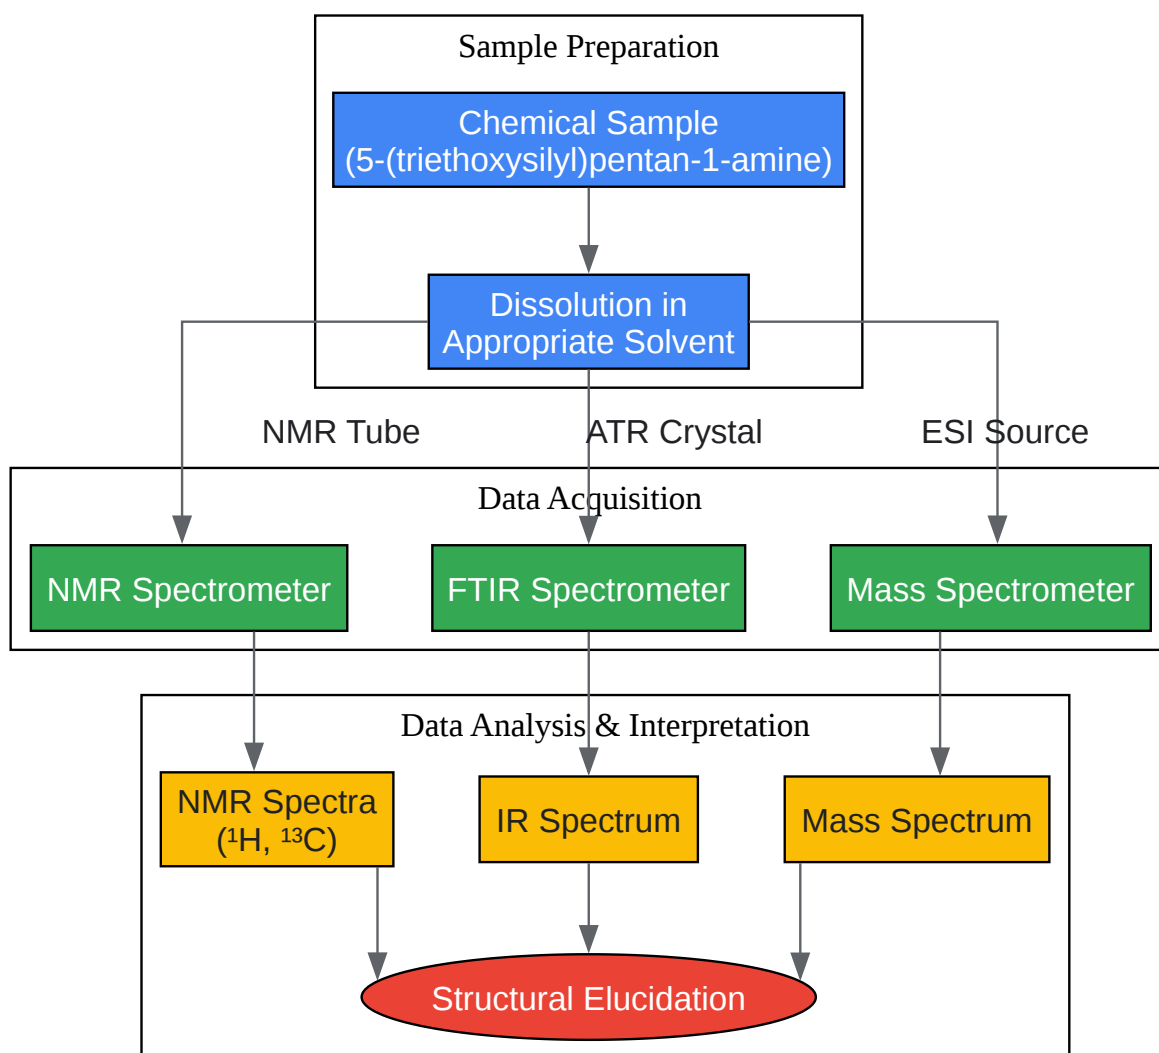 Sample Preparation
Chemical Sample
(5-(triethoxysilyl)pentan-1-amine)
Dissolution in
Appropriate Solvent
NMR Tube
ATR Crystal
ESI Source
Data Acquisition
NMR Spectrometer
FTIR Spectrometer
Mass Spectrometer
Data Analysis & Interpretation
NMR Spectra
(¹H, ¹³C)
IR Spectrum
Mass Spectrum
Structural Elucidation